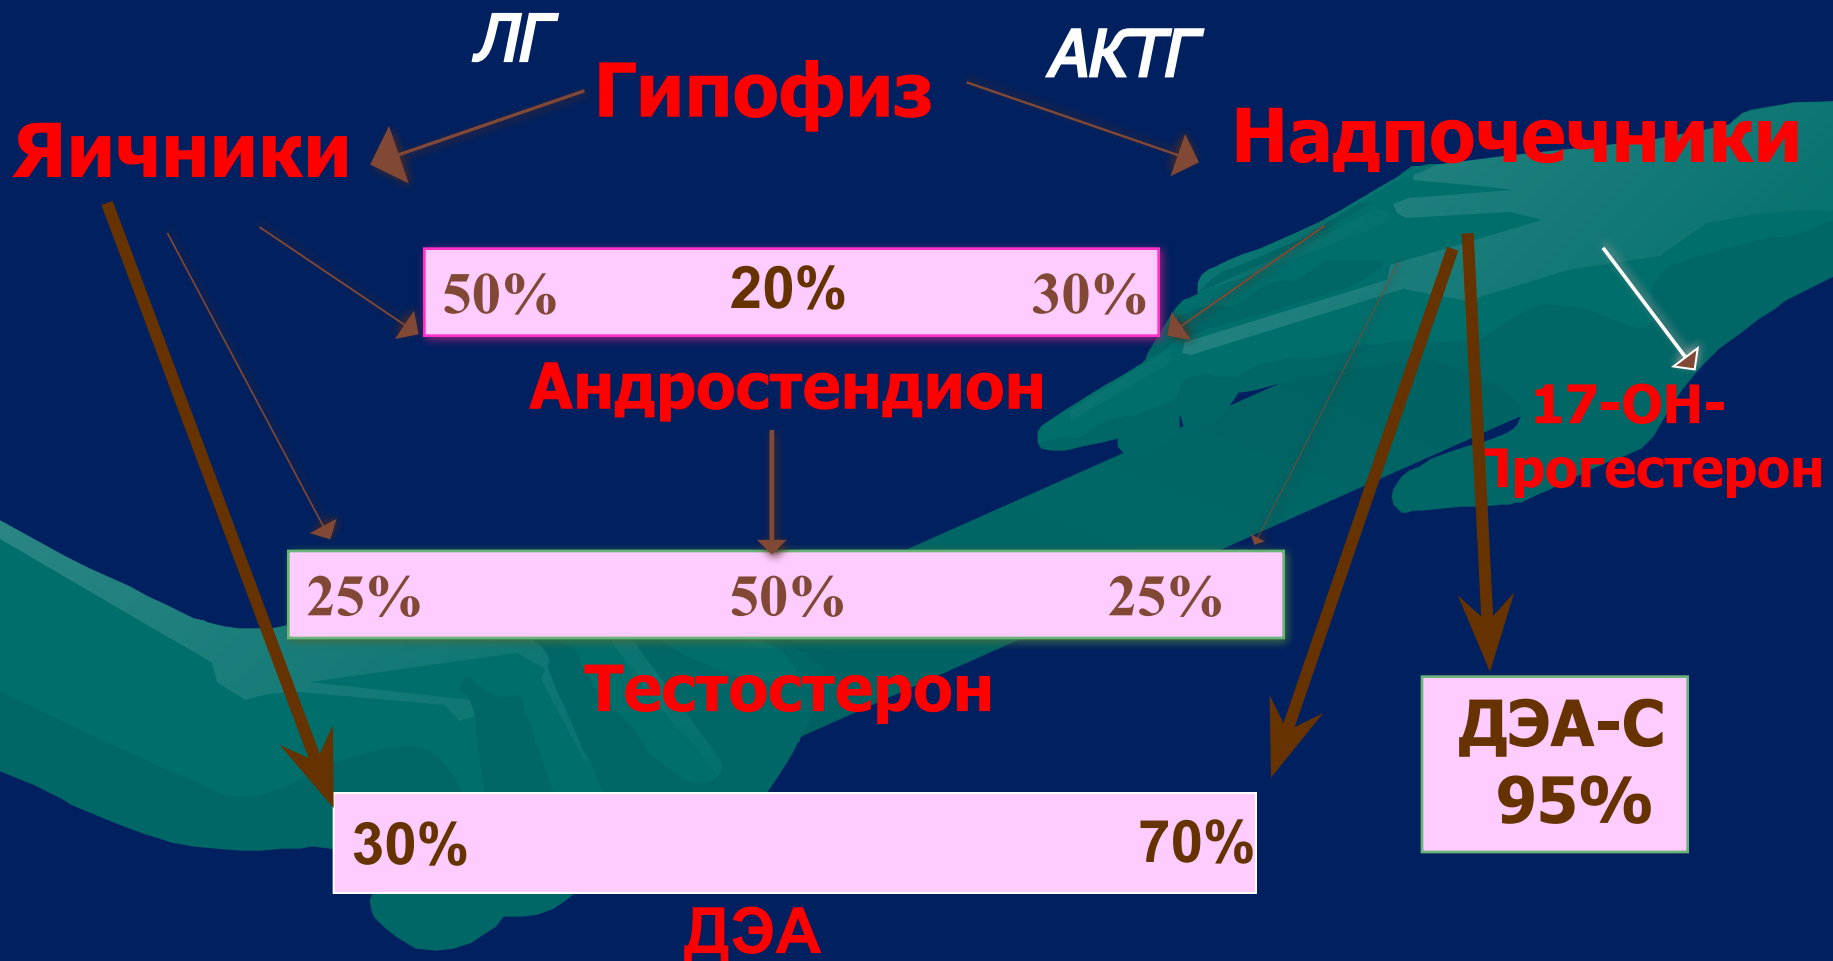 ЛГ
АКТГ
Гипофиз
Яичники
Надпочечники
50% 20% 30%
Андростендион
17-ОН-
Прогестерон
25% 50% 25%
Тестостерон
ДЭА-С
95%
30% 70%
ДЭА